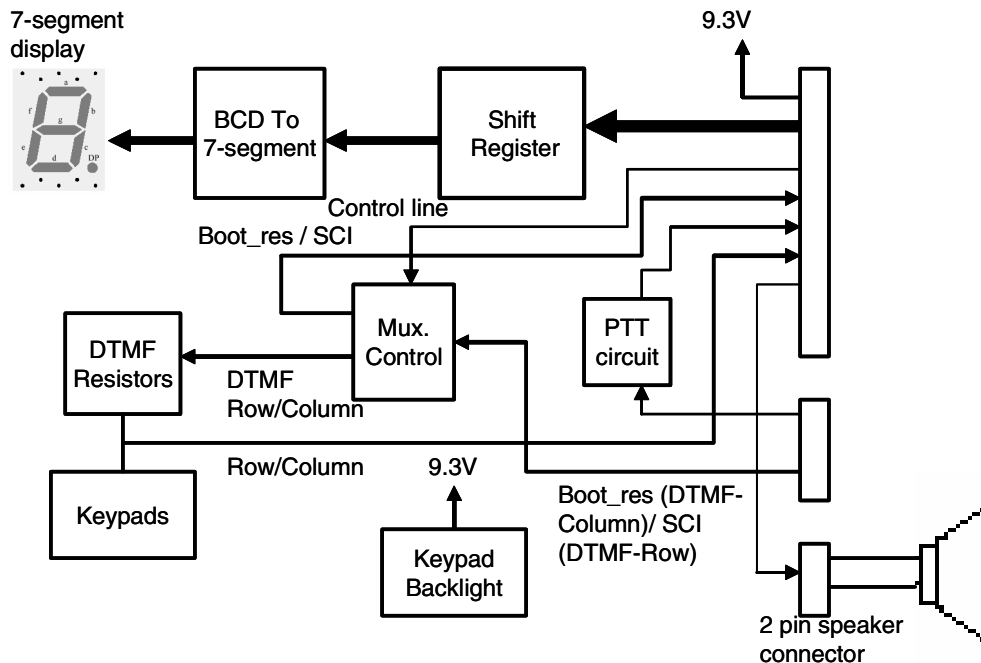 7-segment
display
9.3V
a
f
b
g
e
c
d
DP
BCD To
7-segment
Shift
Register
Control line
Boot_res / SCI
Mux.
Control
PTT
circuit
DTMF
Resistors
DTMF
Row/Column
Row/Column
9.3V
Keypads
Boot_res (DTMF-
Column)/ SCI
(DTMF-Row)
Keypad
Backlight
2 pin speaker
connector